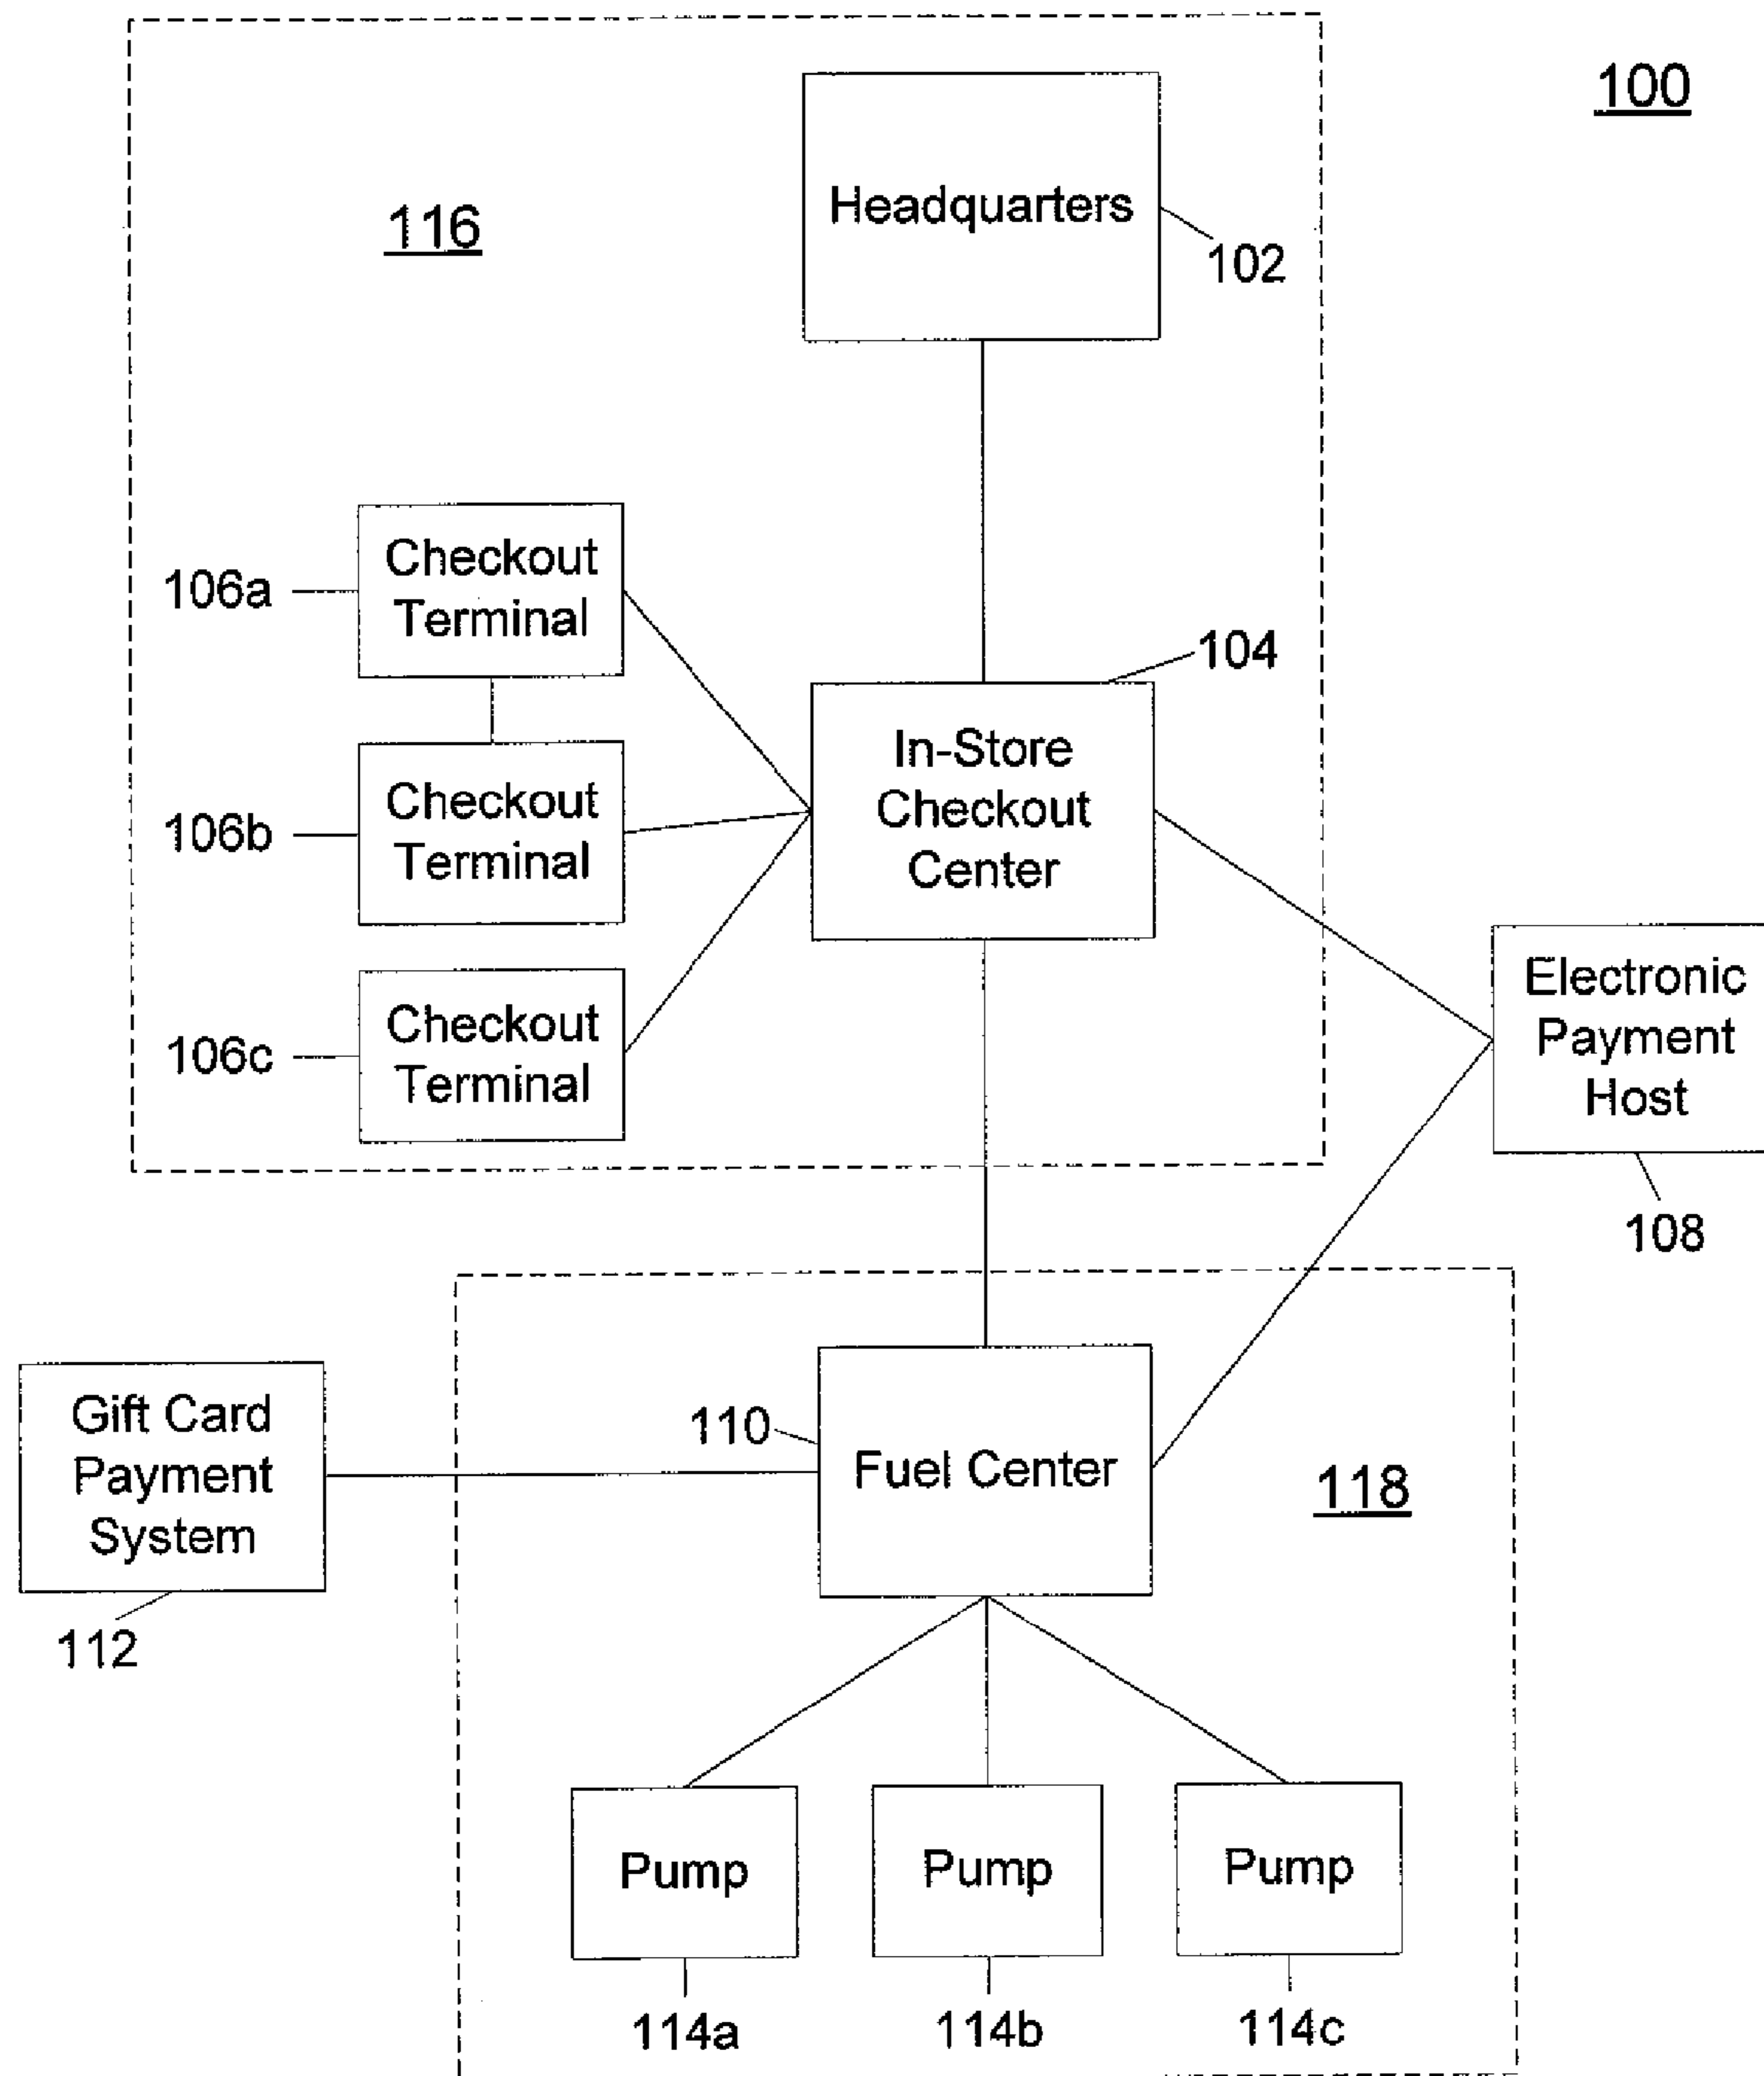 100
Headquarters
116
102
Checkout
Terminal
106a
104
In-Store
Checkout
Center
Checkout
Terminal
106b
Electronic
Payment
Host
Checkout
Terminal
106c
108
Gift Card
Payment
System
110
Fuel Center
118
112
Pump
Pump
Pump
114a
114b
114c